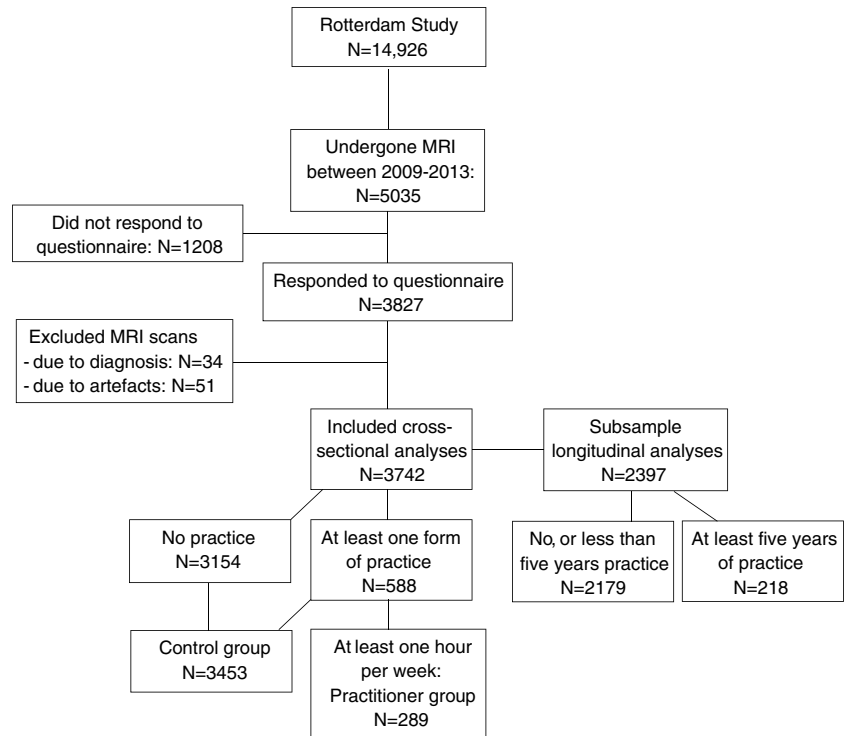 Rotterdam Study
N=14,926
Undergone MRI
between 2009-2013:
N=5035
Did not respond to
questionnaire: N=1208
Responded to questionnaire
N=3827
Excluded MRI scans
- due to diagnosis: N=34
- due to artefacts: N=51
Included cross-
sectional analyses
N=3742
Subsample
longitudinal analyses
N=2397
No practice
N=3154
At least one form
of practice
N=588
No, or less than
five years practice
N=2179
At least five years
of practice
N=218
Control group
N=3453
At least one hour
per week:
Practitioner group
N=289